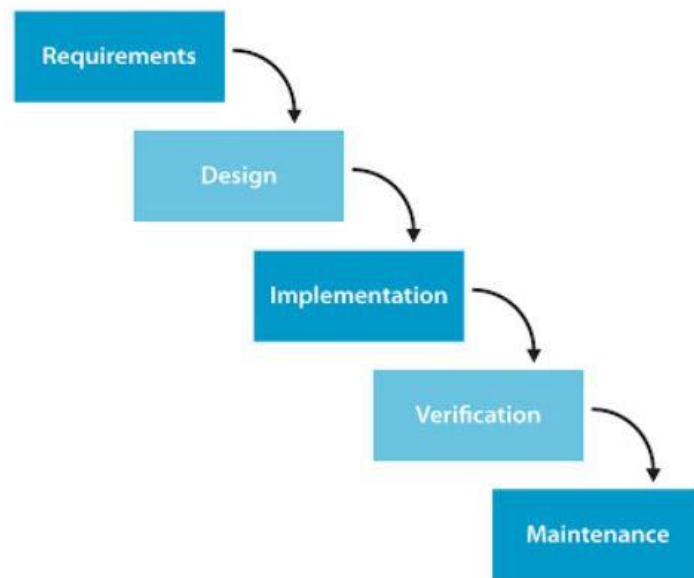 Requirements
Design
Implementation
Verification
Maintenance